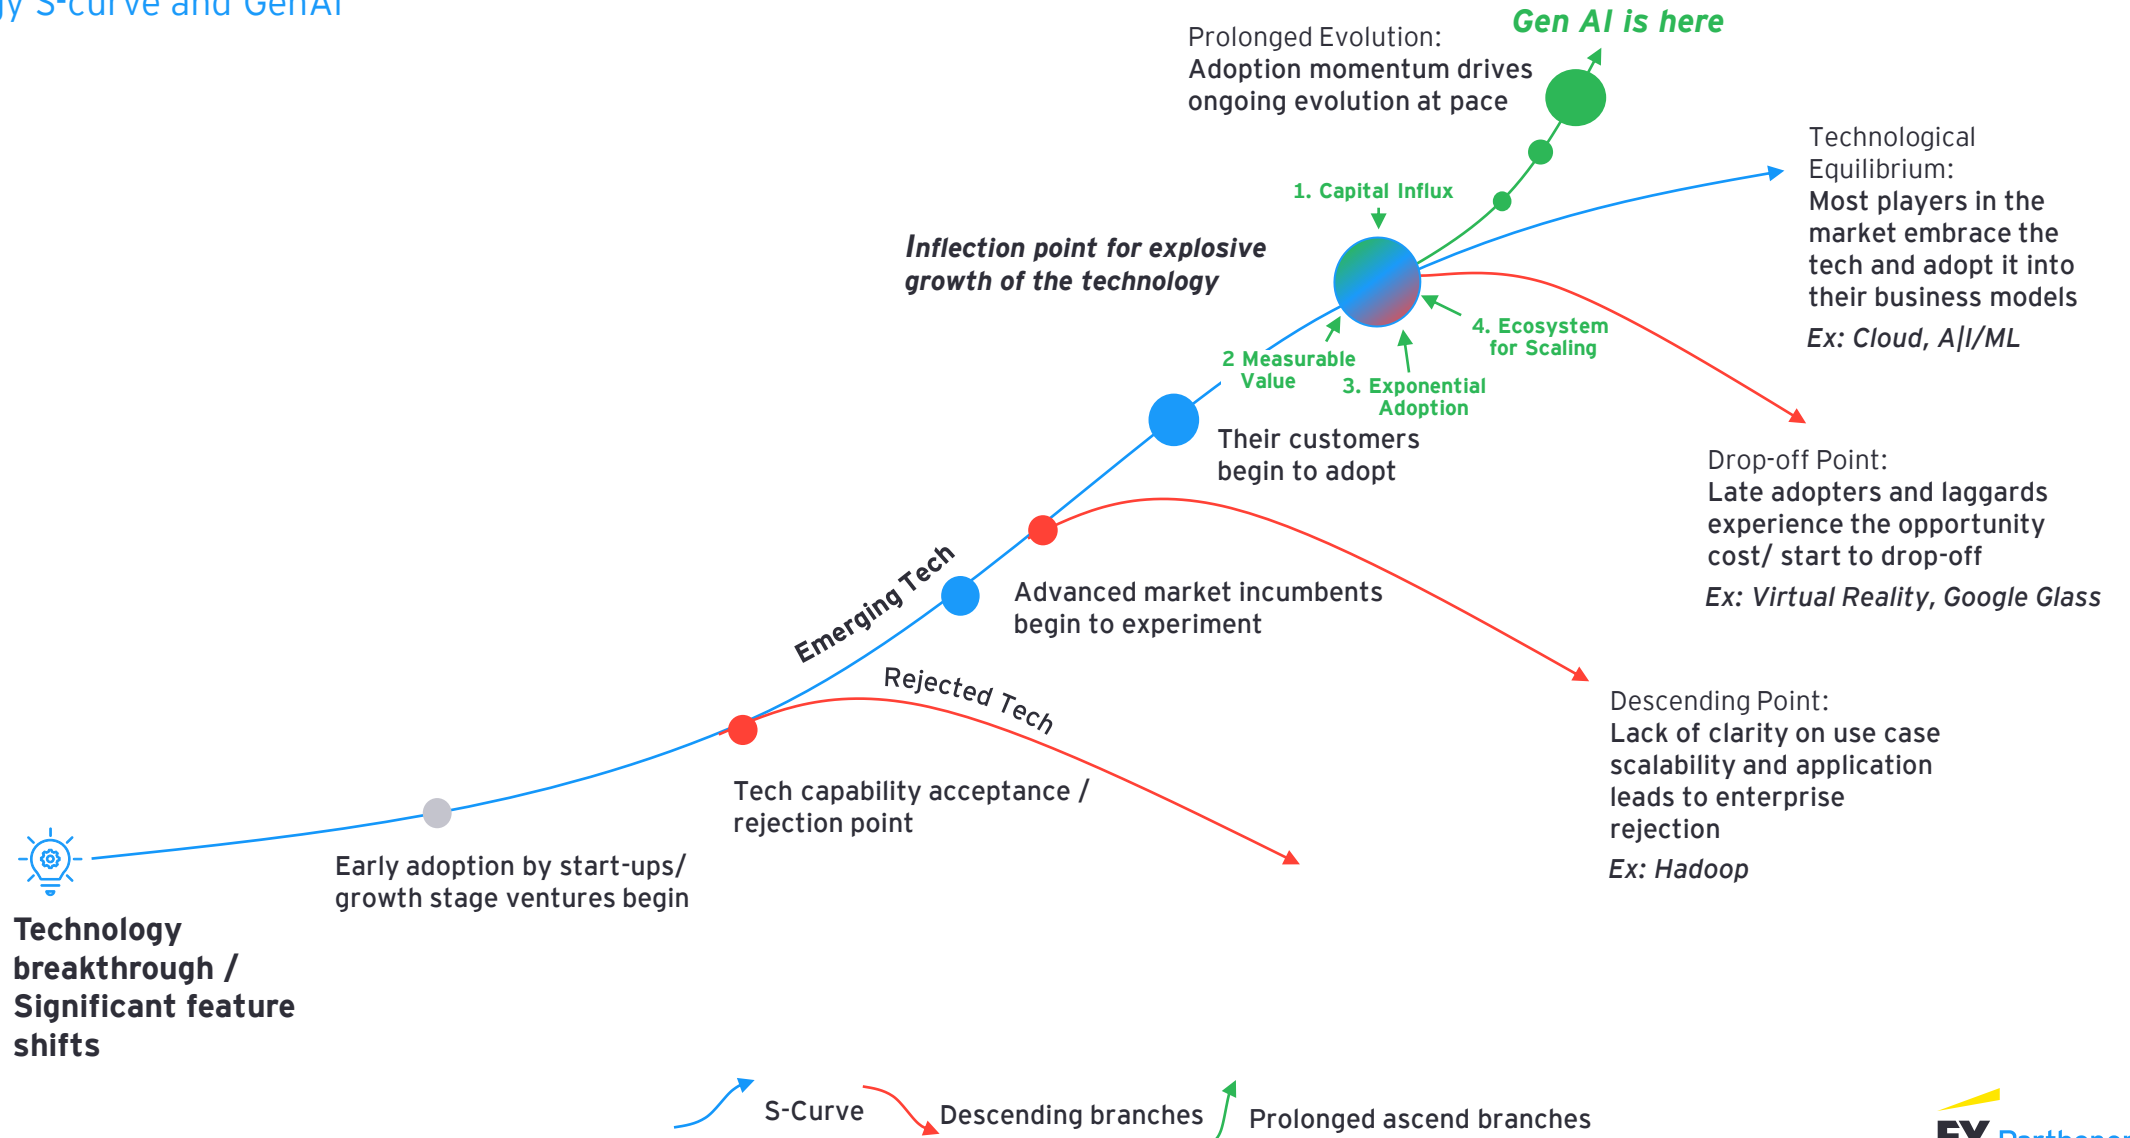 S-curve and GenAI
Gen AI is here
Prolonged Evolution:
Adoption momentum drives
ongoing evolution at pace
Technological
Equilibrium:
Most players in the
market embrace the
tech and adopt it into
their business models
Ex: Cloud, A|I/ML
1. Capital Influx
Inflection point for explosive
growth of the technology
4. Ecosystem
for Scaling
2 Measurable
Value
3. Exponential
Adoption
Their customers
begin to adopt
Drop-off Point:
Late adopters and laggards
experience the opportunity
cost/ start to drop-off
Ex: Virtual Reality, Google Glass
Emerging Tech
Advanced market incumbents
begin to experiment
Rejected Tech
Descending Point:
Lack of clarity on use case
scalability and application
leads to enterprise
rejection
Ex: Hadoop
Tech capability acceptance /
rejection point
Early adoption by start-ups/
growth stage ventures begin
Technology
breakthrough /
Significant feature
shifts
S-Curve
Descending branches
Prolonged ascend branches
EY